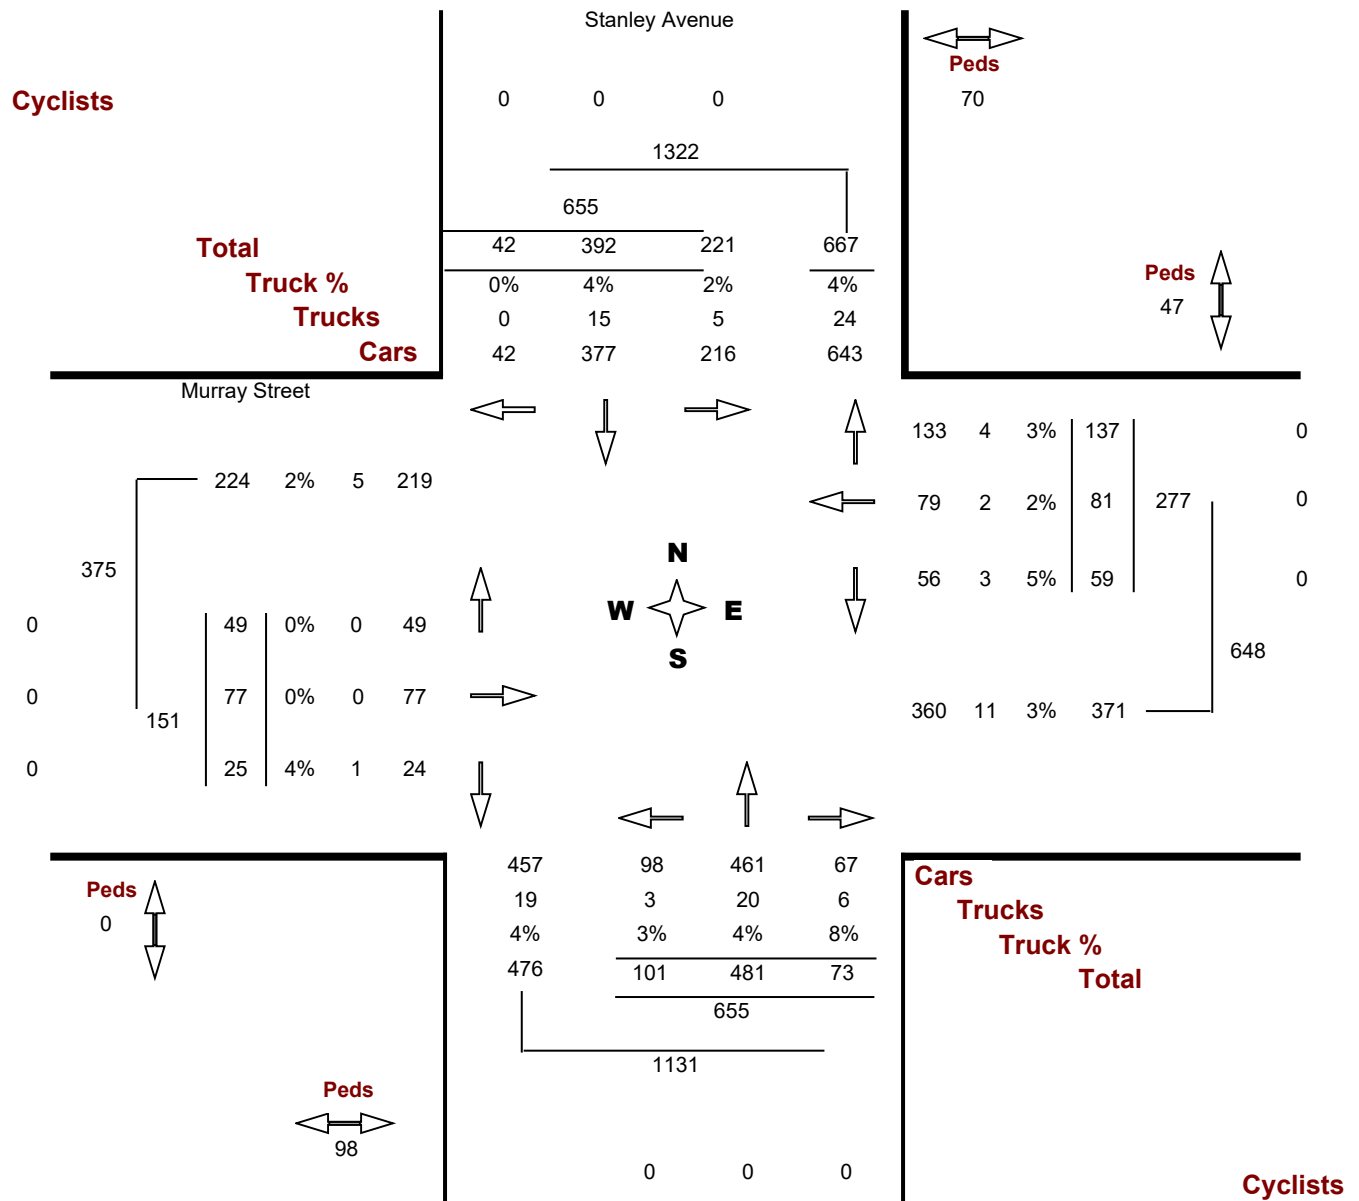 Stanley Avenue
Peds
70
Cyclists 0 0 0
1322
655
Total 42 392 221 667
Truck % 0% 4% 2% 4%
Trucks 0 15 5 24
Cars 42 377 216 643
Peds
47
Murray Street
133 4 3% 137 0
224 2% 5 219
79 2 2% 81 277 0
N
375
56 3 5% 59 0
W E
0 49 0% 0 49
S
648
0 77 0% 0 77
151
360 11 3% 371
0 25 4% 1 24
457 98 461 67 Cars
19 3 20 6 Trucks
4% 3% 4% 8% Truck %
476 101 481 73 Total
Peds
0
655
1131
Peds
98
0 0 0
Cyclists